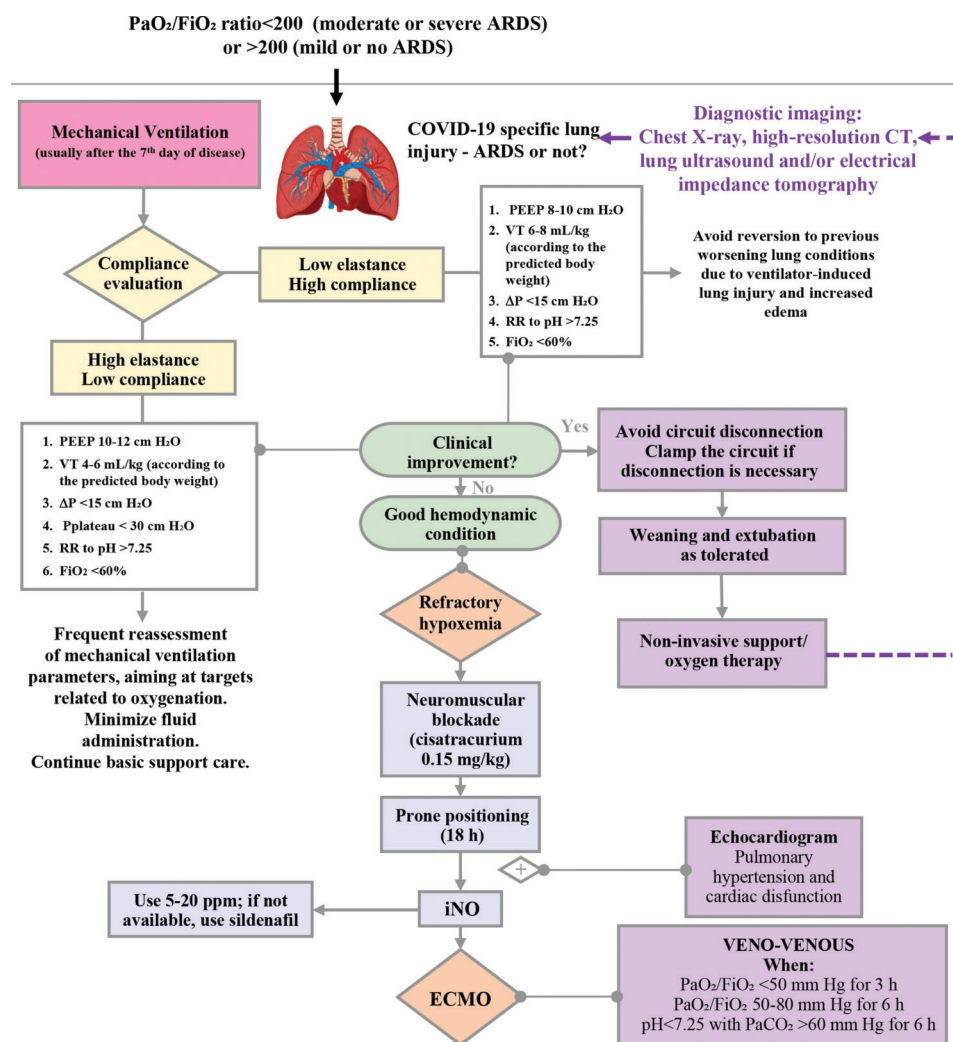 PaO₂/FiO₂ ratio<200 (moderate or severe ARDS)
or >200 (mild or no ARDS)
Mechanical Ventilation
(usually after the 7th day of disease)
COVID-19 specific lung
injury - ARDS or not?
Diagnostic imaging:
Chest X-ray, high-resolution CT,
lung ultrasound and/or electrical
impedance tomography
Compliance
evaluation
Low elastance
High compliance
1. PEEP 8-10 cm H₂O
2. VT 6-8 mL/kg
(according to the
predicted body
weight)
3. ΔP <15 cm H₂O
4. RR to pH >7.25
5. FiO₂ <60%
Avoid reversion to previous
worsening lung conditions
due to ventilator-induced
lung injury and increased
edema
High elastance
Low compliance
1. PEEP 10-12 cm H₂O
2. VT 4-6 mL/kg (according to
the predicted body weight)
3. ΔP <15 cm H₂O
4. Pplateau < 30 cm H₂O
5. RR to pH >7.25
6. FiO₂ <60%
Frequent reassessment
of mechanical ventilation
parameters, aiming at targets
related to oxygenation.
Minimize fluid
administration.
Continue basic support care.
Clinical
improvement?
Yes
No
Avoid circuit disconnection
Clamp the circuit if
disconnection is necessary
Weaning and extubation
as tolerated
Non-invasive support/
oxygen therapy
Good hemodynamic
condition
Refractory
hypoxemia
Neuromuscular
blockade
(cisatracurium
0.15 mg/kg)
Prone positioning
(18 h)
+
Echocardiogram
Pulmonary
hypertension and
cardiac disfunction
iNO
Use 5-20 ppm; if not
available, use sildenafil
ECMO
VENO-VENOUS
When:
PaO₂/FiO₂ <50 mm Hg for 3 h
PaO₂/FiO₂ 50-80 mm Hg for 6 h
pH<7.25 with PaCO₂ >60 mm Hg for 6 h